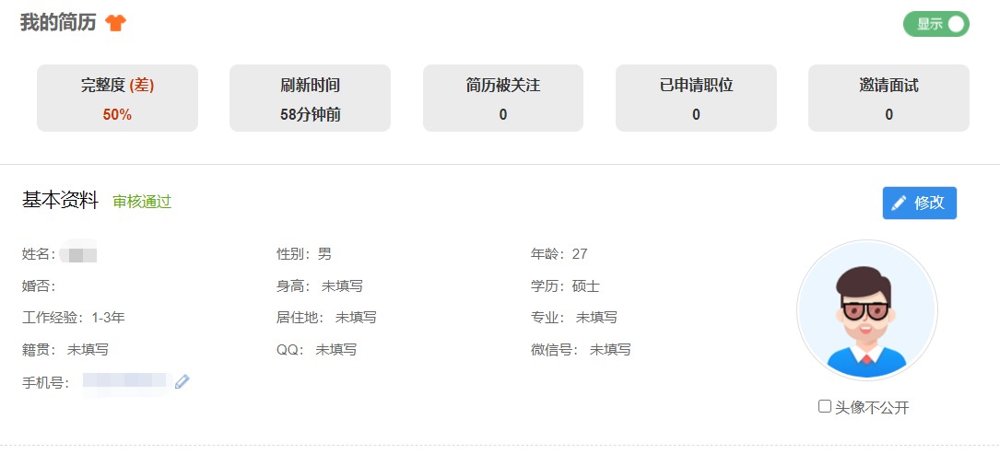 我的简历
显示
完整度 (差) 刷新时间 简历被关注 已申请职位 邀请面试
50% 58分钟前 0 0 0
基本资料 审核通过 修改
姓名: 性别: 男 年龄: 27
婚否: 身高: 未填写 学历: 硕士
工作经验: 1-3年 居住地: 未填写 专业: 未填写
籍贯: 未填写 QQ: 未填写 微信号: 未填写
手机号:
头像不公开